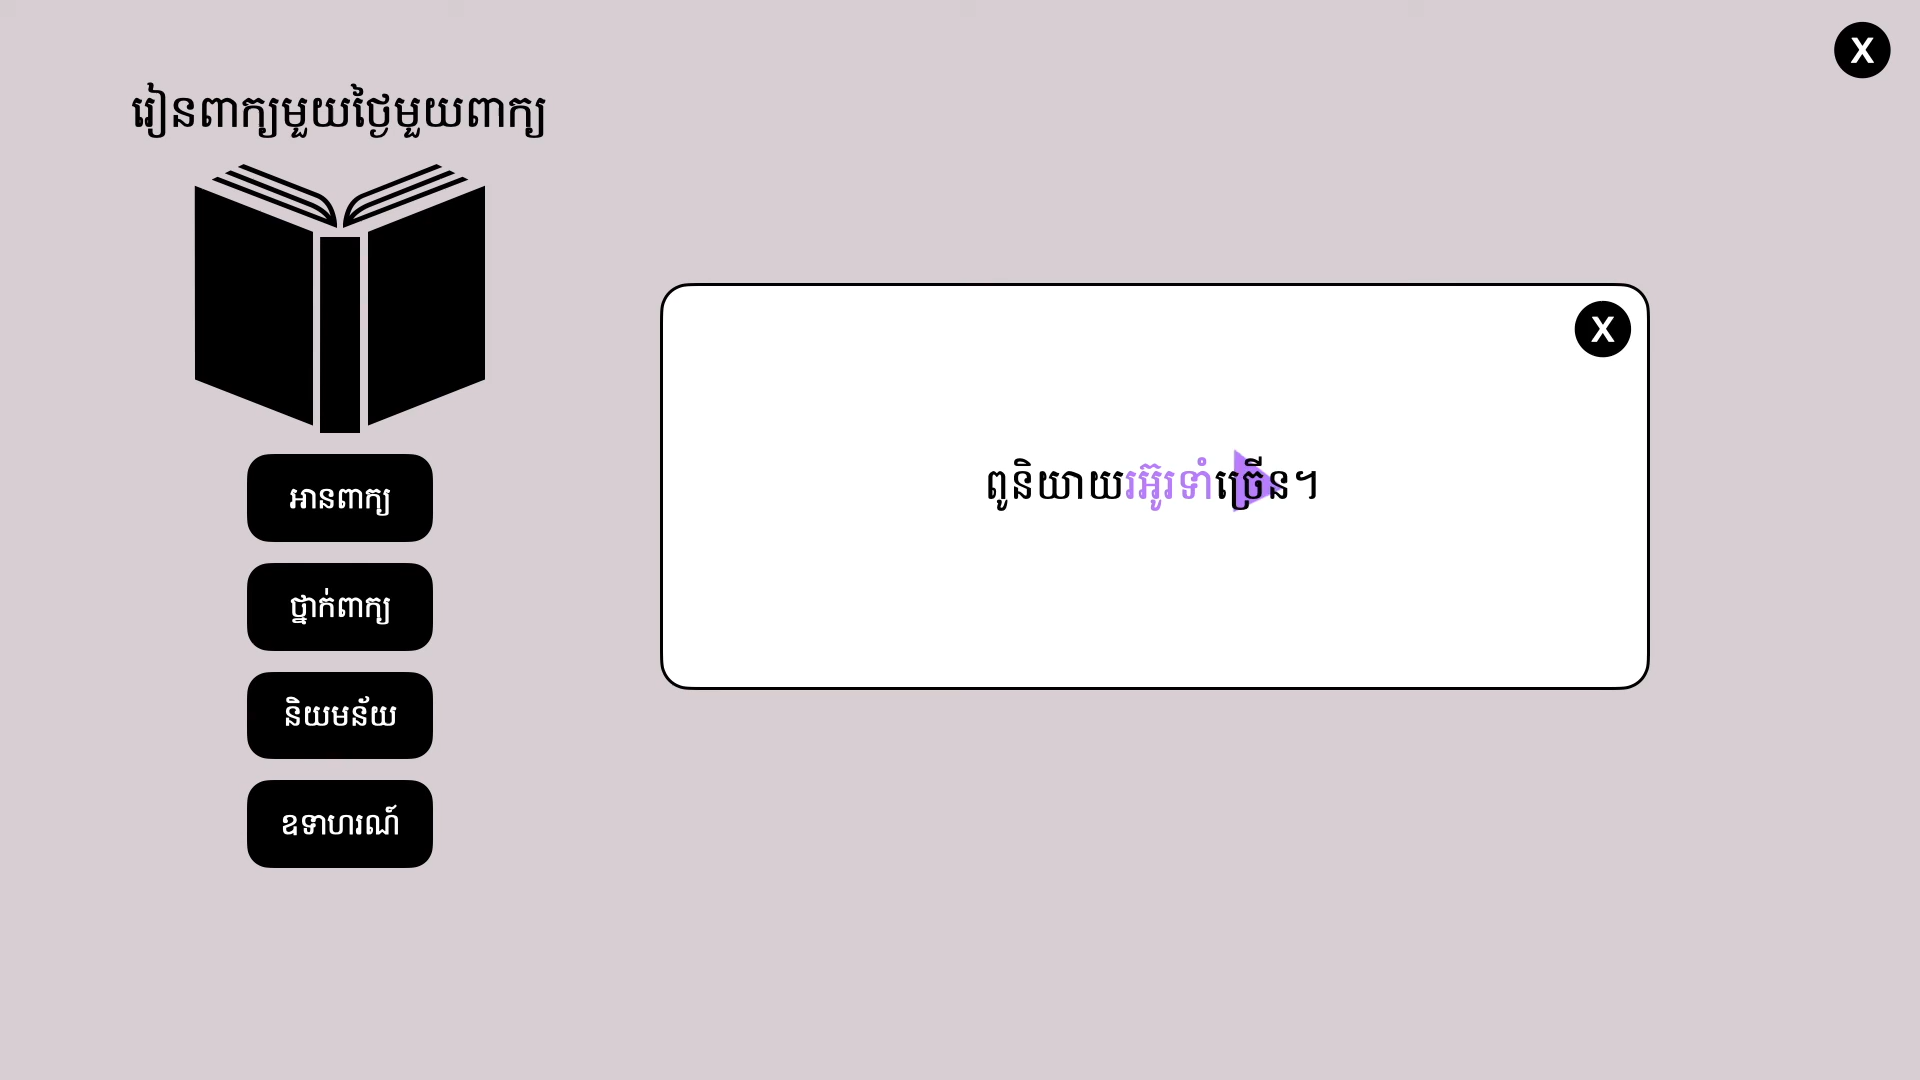 X
រៀនពាក្យមួយថ្ងៃមួយពាក្យ
X
ពូនិយាយរអ៊ូរទាំច្រើន។
អានពាក្យ
ថ្នាក់ពាក្យ
និយមន័យ
ឧទាហរណ៍